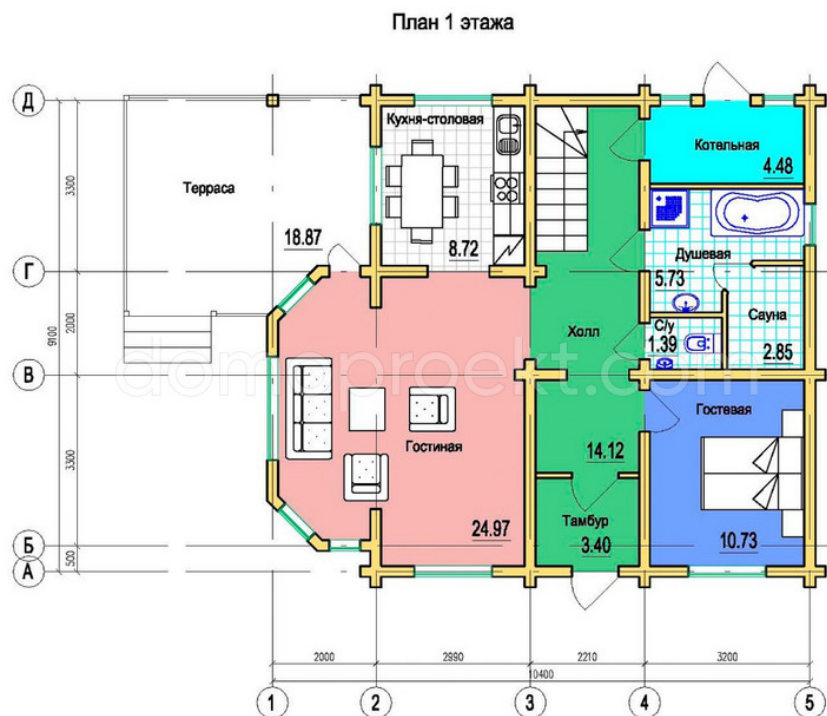 План 1 этажа
Д
Кухня-столовая
Котельная
4.48
Терраса
3300
18.87
8.72
Душевая
5.73
Г
Сауна
2.85
С/у
1.39
Холл
2000
9100
domaproekt.com
В
Гостевая
Гостиная
14.12
3300
Тамбур
3.40
24.97
10.73
Б
500
А
2000
2990
2210
3200
10400
1
2
3
4
5